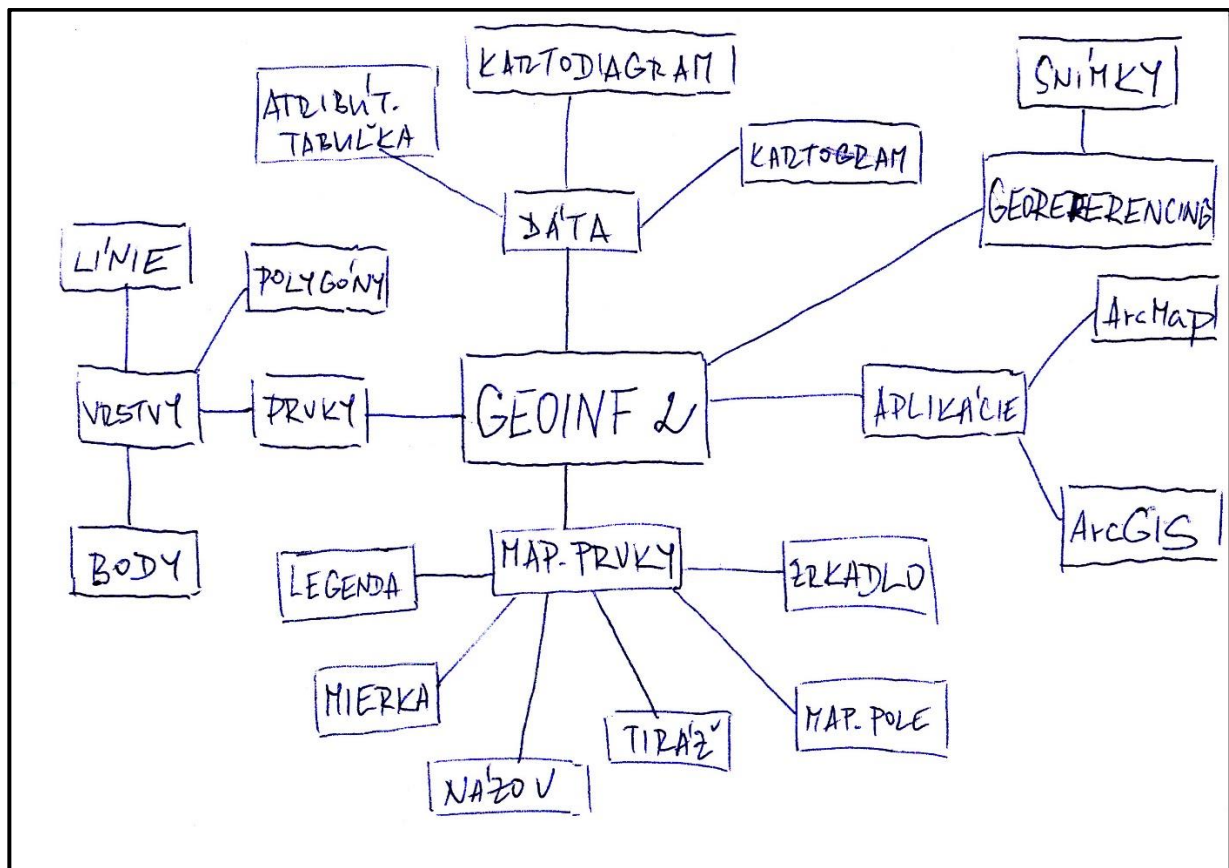 KARTODIAGRAM
SNÍMKY
ATRIBÚT.
TABUĽKA
KARTOGRAM
GEOREFERENCING
DÁTA
LÍNIE
POLYGÓNY
ArcMap
VRSTVY
PRVKY
GEOINF 2
APLIKÁCIE
ArcGIS
BODY
MAP. PRVKY
LEGENDA
ZRKADLO
MIERKA
MAP. POLE
TIRÁŽ
NÁZOV